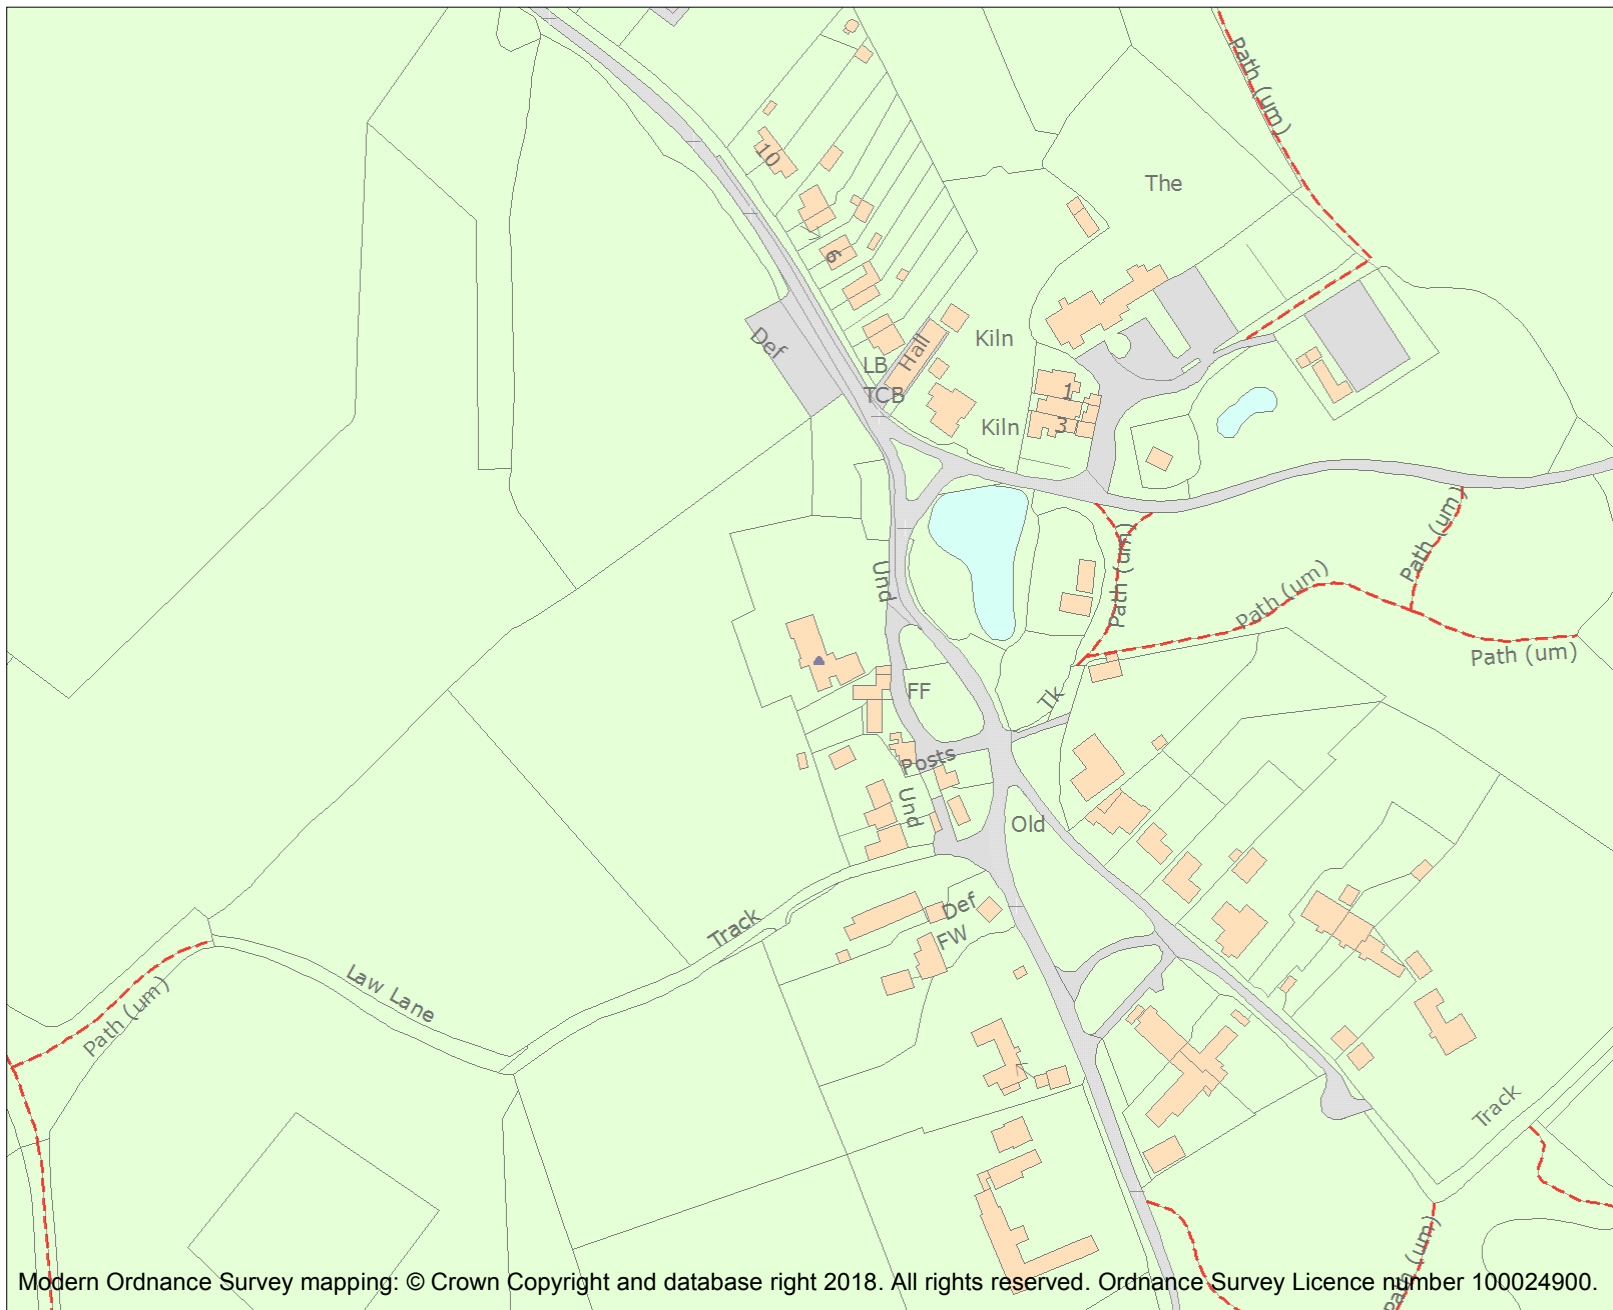 Path (um)
10
The
6
Def
Kiln
Hall
LB
TCB
1
Kiln
3
Path (um)
Path (um)
Und
Path (um)
Path (um)
FF
Tk
Posts
Und
Old
Def
Track
FW
Law Lane
Path (um)
Track
Path (um)
Modern Ordnance Survey mapping: © Crown Copyright and database right 2018. All rights reserved. Ordnance Survey Licence number 100024900.